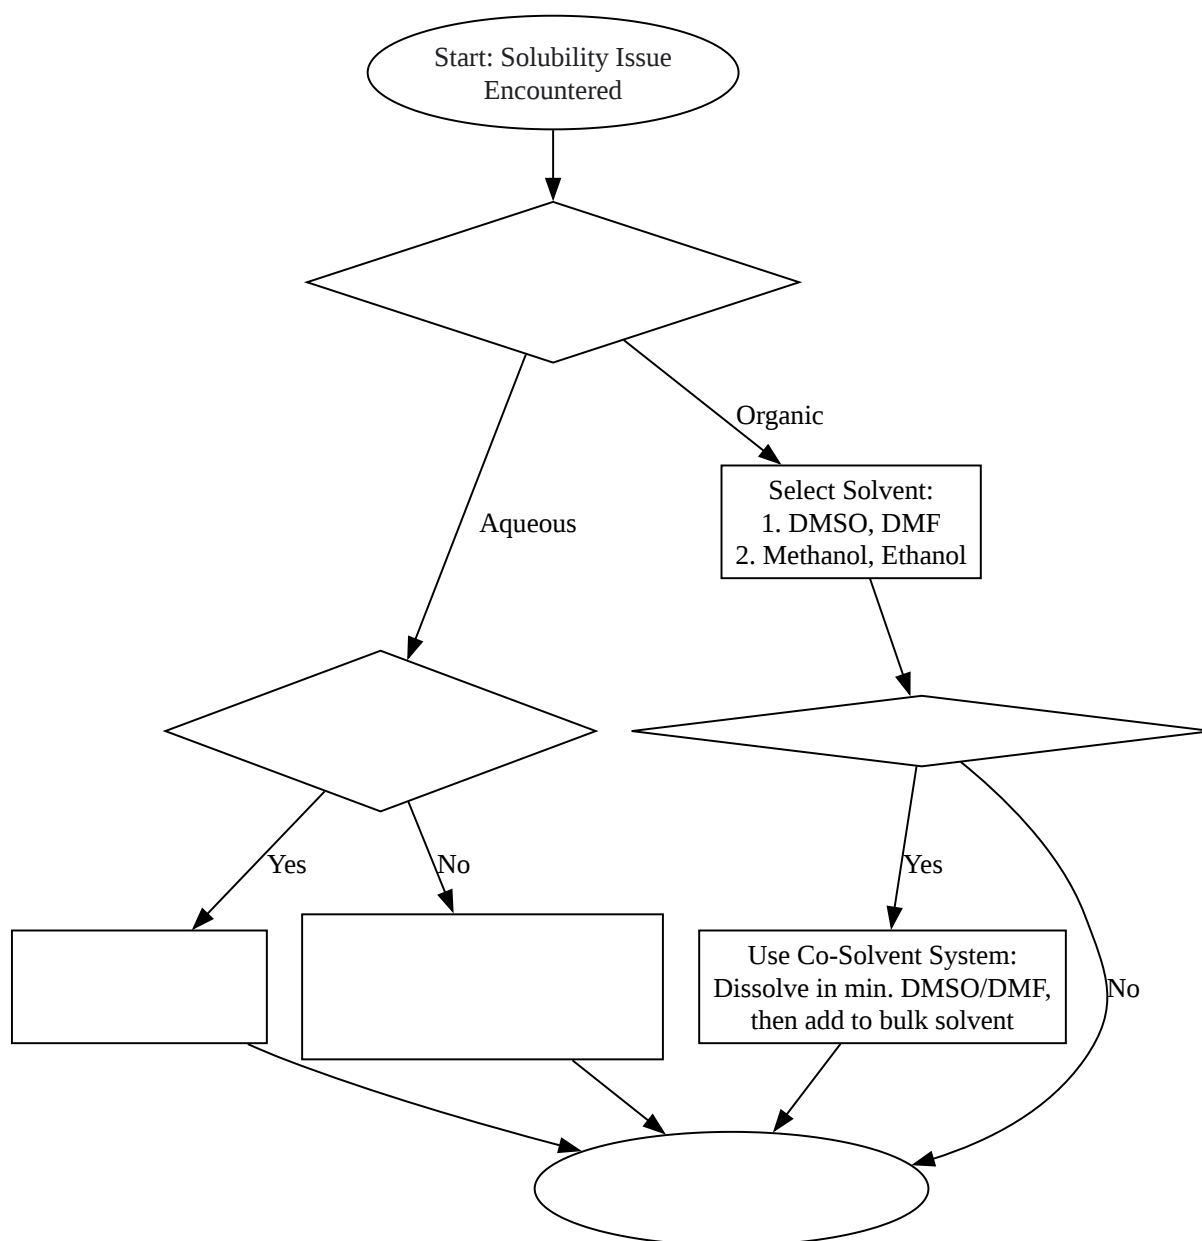 Start: Solubility Issue
Encountered
Organic
Select Solvent:
1. DMSO, DMF
2. Methanol, Ethanol
Aqueous
Yes
No
Yes
Use Co-Solvent System:
Dissolve in min. DMSO/DMF,
then add to bulk solvent
No